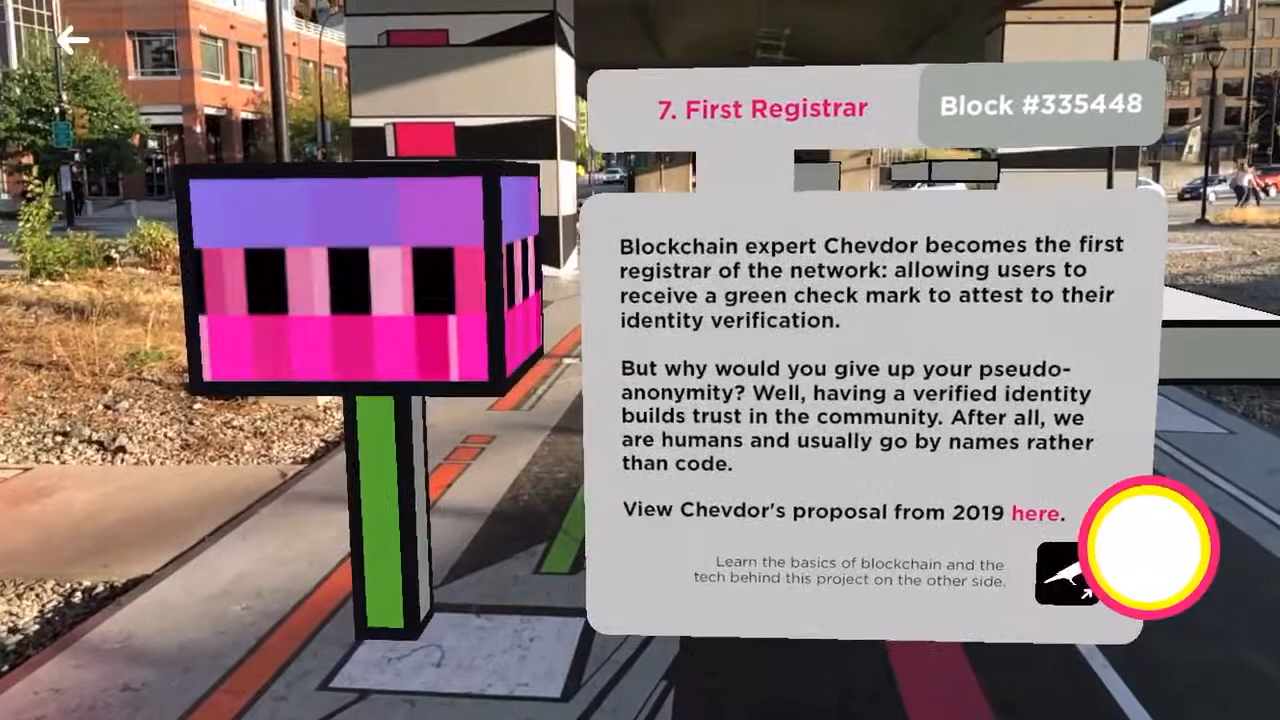 7. First Registrar
Block #335448
Blockchain expert Chevdor becomes the first
registrar of the network: allowing users to
receive a green check mark to attest to their
identity verification.
But why would you give up your pseudo-
anonymity? Well, having a verified identity
builds trust in the community. After all, we
are humans and usually go by names rather
than code.
View Chevdor's proposal from 2019 here.
Learn the basics of blockchain and the
tech behind this project on the other side.